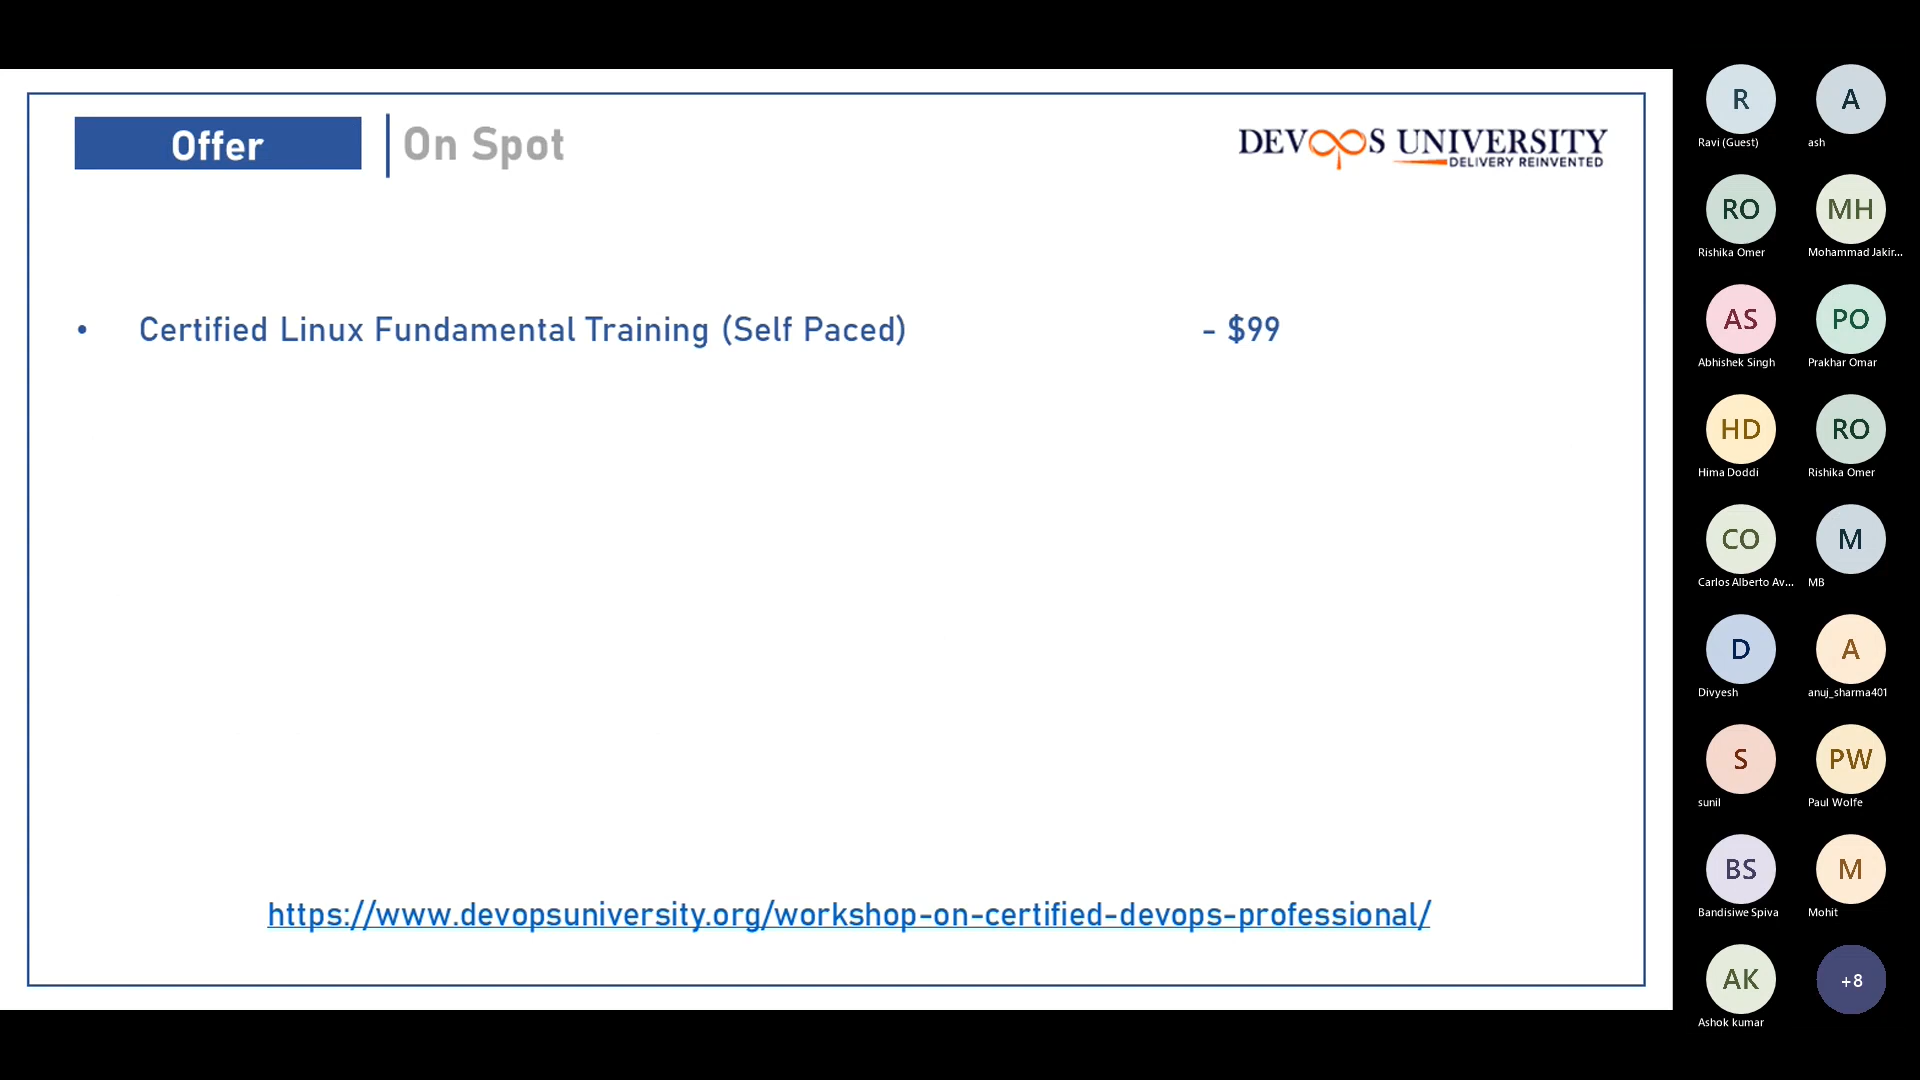 Offer
On Spot
DEVOPS UNIVERSITY
DELIVERY REINVENTED
• Certified Linux Fundamental Training (Self Paced) - $99
https://www.devopsuniversity.org/workshop-on-certified-devops-professional/
R A
Ravi (Guest) ash
RO MH
Rishika Omer Mohammad Jakir...
AS PO
Abhishek Singh Prakhar Omar
HD RO
Hima Doddi Rishika Omer
CO M
Carlos Alberto Av... MB
D A
Divyesh anuj_sharma401
S PW
sunil Paul Wolfe
BS M
Bandisiwe Spiva Mohit
AK +8
Ashok kumar